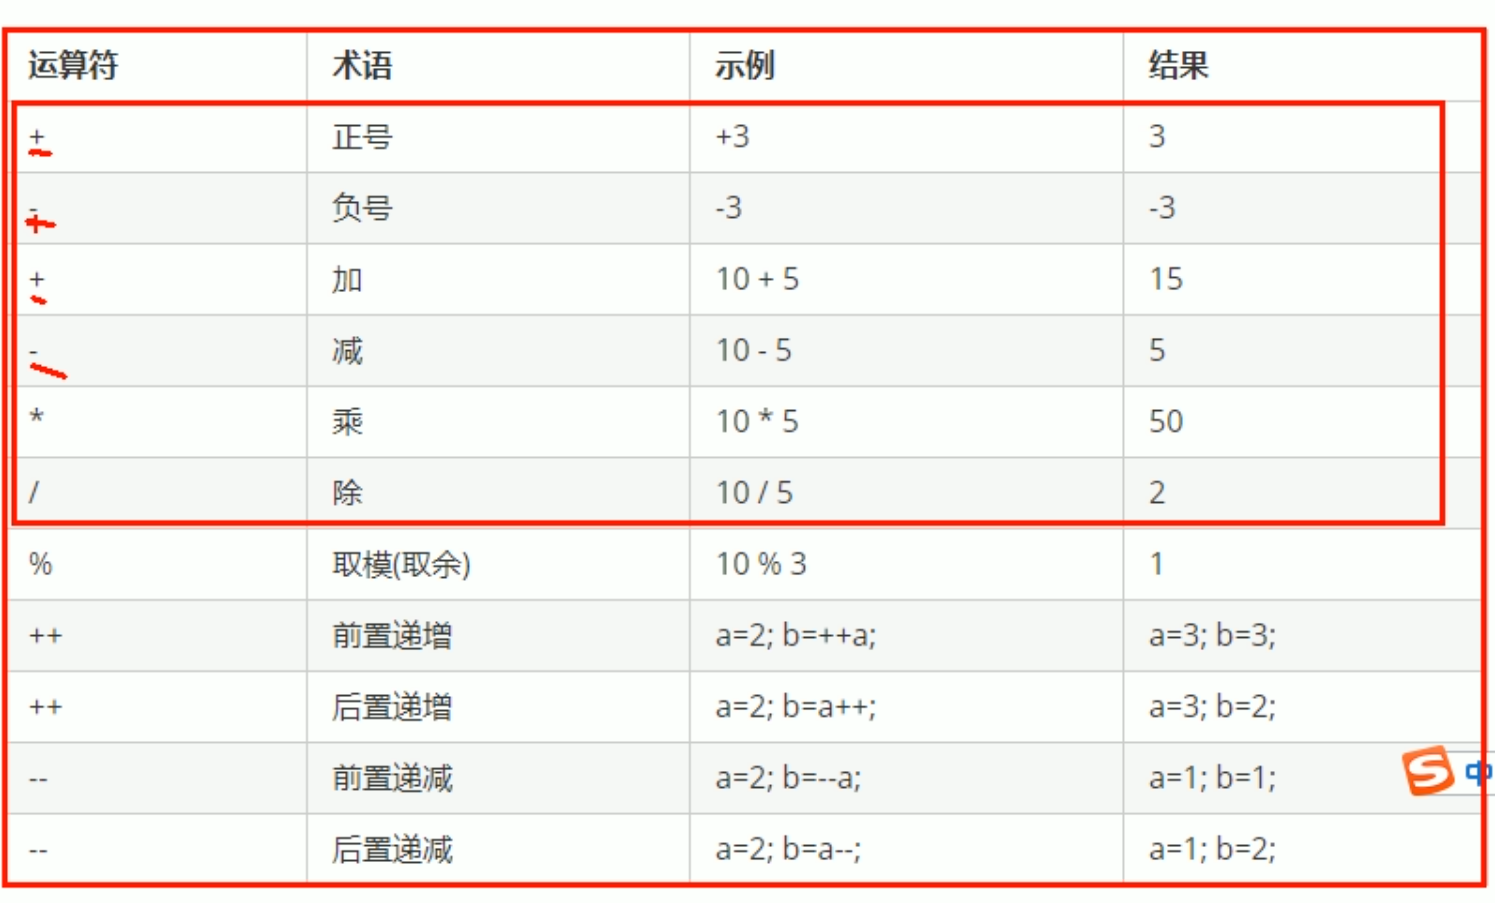 运算符 术语 示例 结果
+ 正号 +3 3
- 负号 -3 -3
+ 加 10 + 5 15
- 减 10 - 5 5
* 乘 10 * 5 50
/ 除 10 / 5 2
% 取模(取余) 10 % 3 1
++ 前置递增 a=2; b=++a; a=3; b=3;
++ 后置递增 a=2; b=a++; a=3; b=2;
-- 前置递减 a=2; b=--a; a=1; b=1;
-- 后置递减 a=2; b=a--; a=1; b=2;
S 中